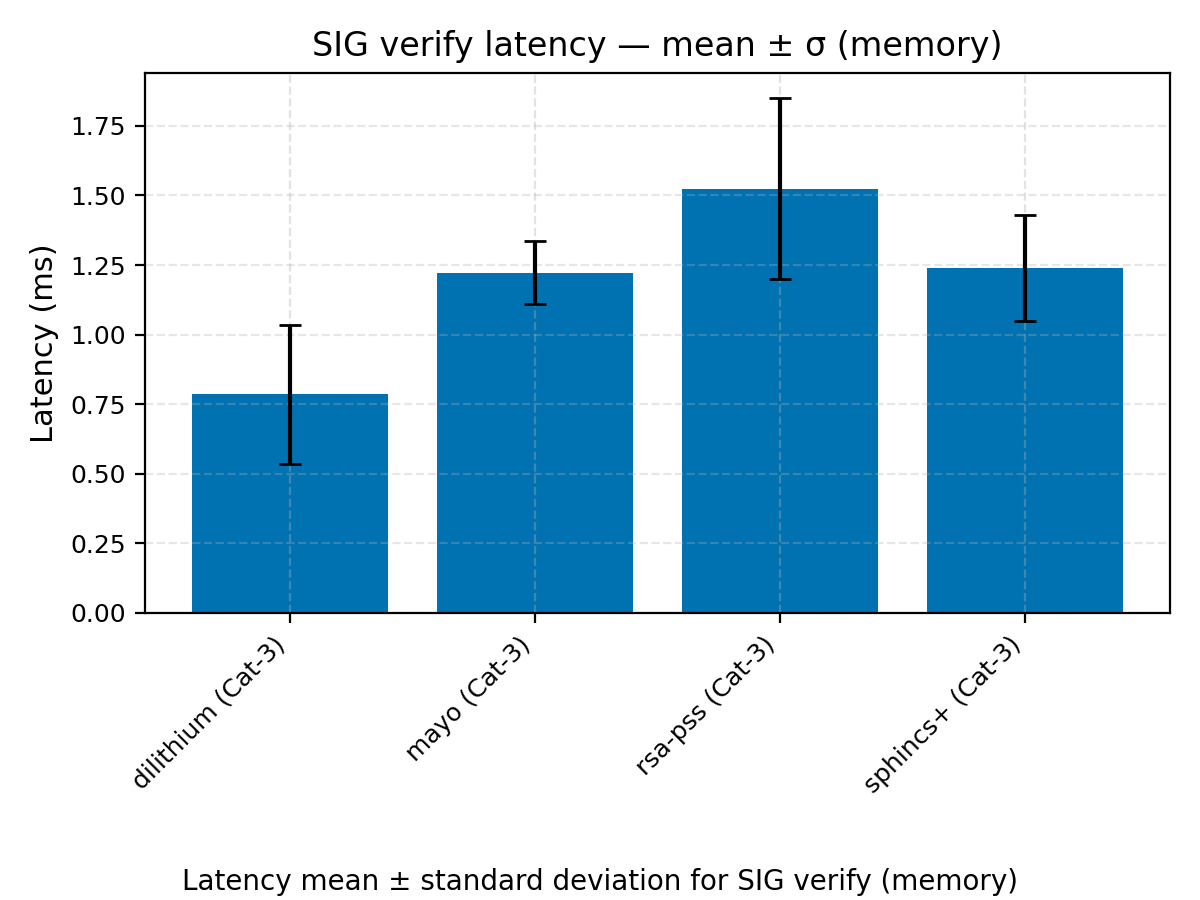 SIG verify latency — mean ± σ (memory)
Latency (ms)
1.75
1.50
1.25
1.00
0.75
0.50
0.25
0.00
dilithium (Cat-3)
mayo (Cat-3)
rsa-pss (Cat-3)
sphincs+ (Cat-3)
Latency mean ± standard deviation for SIG verify (memory)